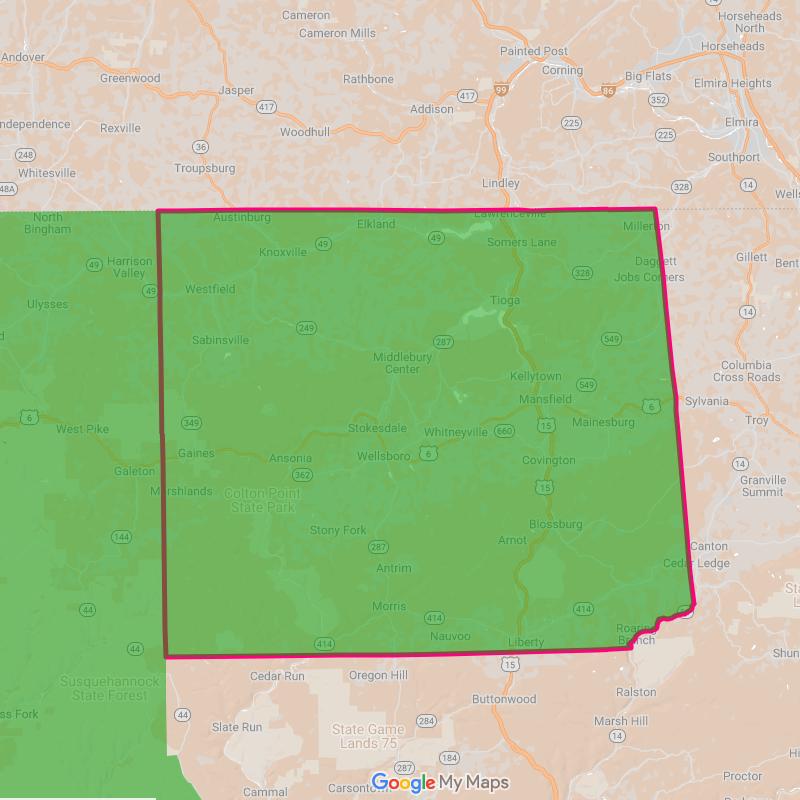 Cameron
Cameron Mills
Horseheads
North
Painted Post
Horseheads
Andover
Corning
Greenwood
Rathbone
Big Flats
Elmira Heights
Jasper
99
86
417
352
417
Addison
ndependence
Rexville
Woodhull
225
225
Elmira
36
248
Southport
Whitesville
Troupsburg
48A
Lindley
328
14
Wells
North
Bingham
Austinburg
Elkland
Lawrenceville
Millerton
49
49
Somers Lane
Knoxville
Gillett
Harrison
Valley
49
Daggett
Jobs Corners
Bent
328
49
Westfield
Ulysses
Tioga
14
249
d
Sabinsville
287
549
Middlebury
Center
Columbia
Cross Roads
Kellytown
549
Mansfield
Sylvania
6
6
349
Mainesburg
Troy
West Pike
Stokesdale
Whitneyville
660
15
Gaines
Wellsboro
6
Ansonia
Covington
14
Galeton
362
Granville
Summit
Marshlands
Colton Point
State Park
15
Blossburg
Stony Fork
144
Arnot
287
Canton
Cedar Ledge
Antrim
44
Morris
414
Sta
L
414
Nauvoo
Roaring
Branch
414
Liberty
44
Shun
15
Cedar Run
Oregon Hill
Susquehannock
State Forest
Ralston
Buttonwood
ss Fork
44
Slate Run
284
Marsh Hill
State Game
Lands 75
14
184
Hi
287
Proctor
Cammal
Carsonto
Google My Maps